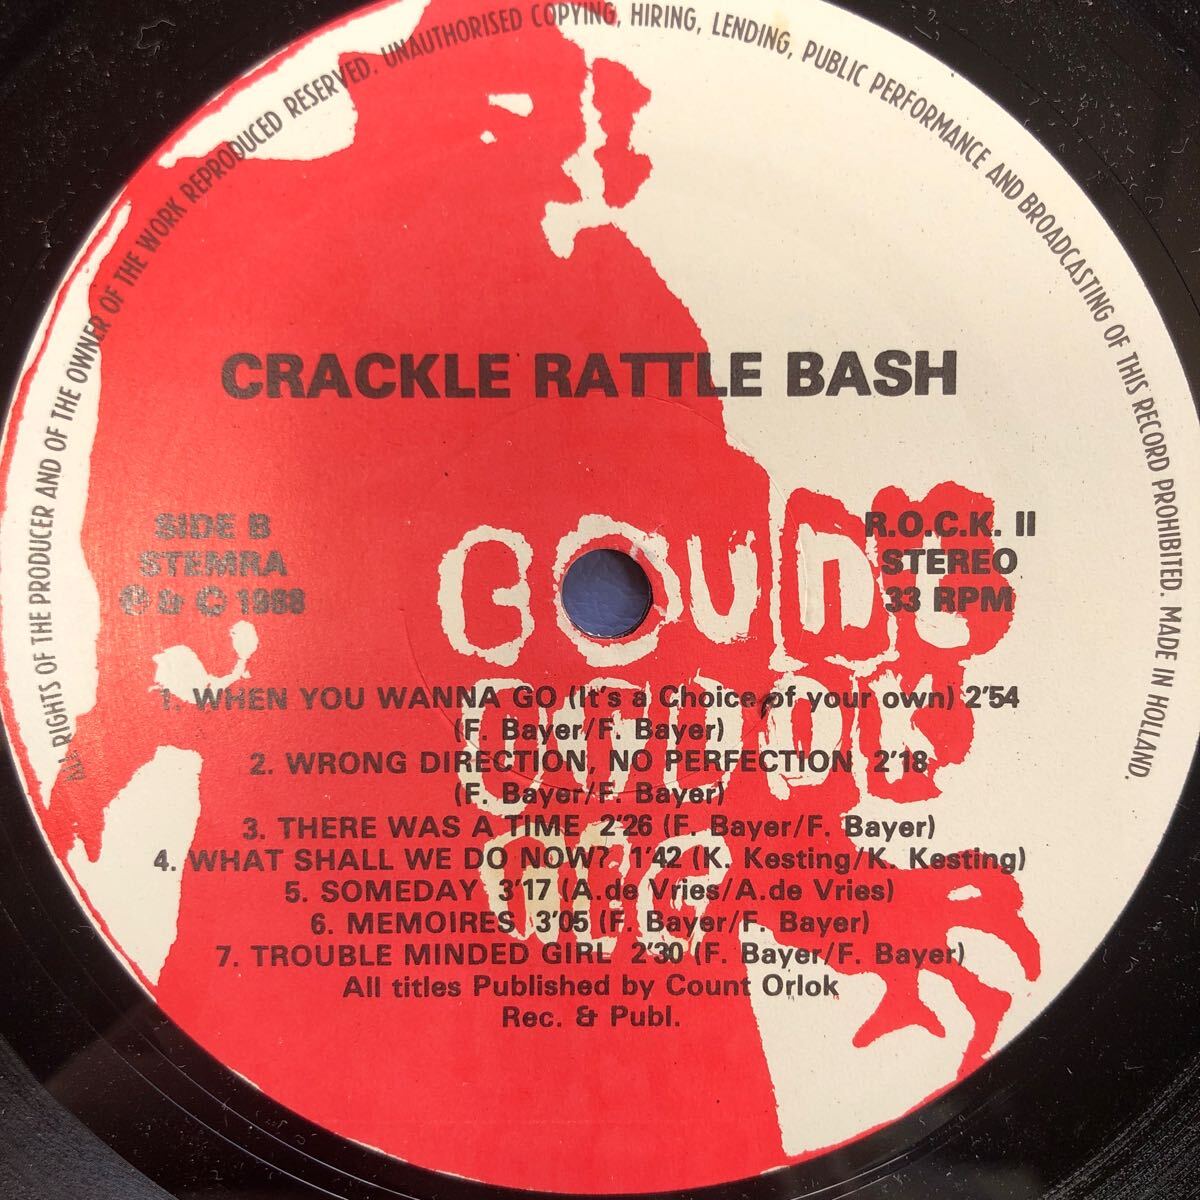 ALL RIGHTS OF THE PRODUCER AND OF THE OWNER OF THE WORK REPRODUCED RESERVED. UNAUTHORISED COPYING, HIRING, LENDING, PUBLIC PERFORMANCE AND BROADCASTING OF THIS RECORD PROHIBITED. MADE IN HOLLAND.
CRACKLE RATTLE BASH
SIDE B
STEMRA
℗ & © 1988
R.O.C.K. II
STEREO
33 RPM
COUNT
ORLOK
REC
1. WHEN YOU WANNA GO (It's a Choice of your own) 2'54
(F. Bayer/F. Bayer)
2. WRONG DIRECTION, NO PERFECTION 2'18
(F. Bayer/F. Bayer)
3. THERE WAS A TIME 2'26 (F. Bayer/F. Bayer)
4. WHAT SHALL WE DO NOW? 1'42 (K. Kesting/K. Kesting)
5. SOMEDAY 3'17 (A.de Vries/A.de Vries)
6. MEMOIRES 3'05 (F. Bayer/F. Bayer)
7. TROUBLE MINDED GIRL 2'30 (F. Bayer/F. Bayer)
All titles Published by Count Orlok
Rec. & Publ.